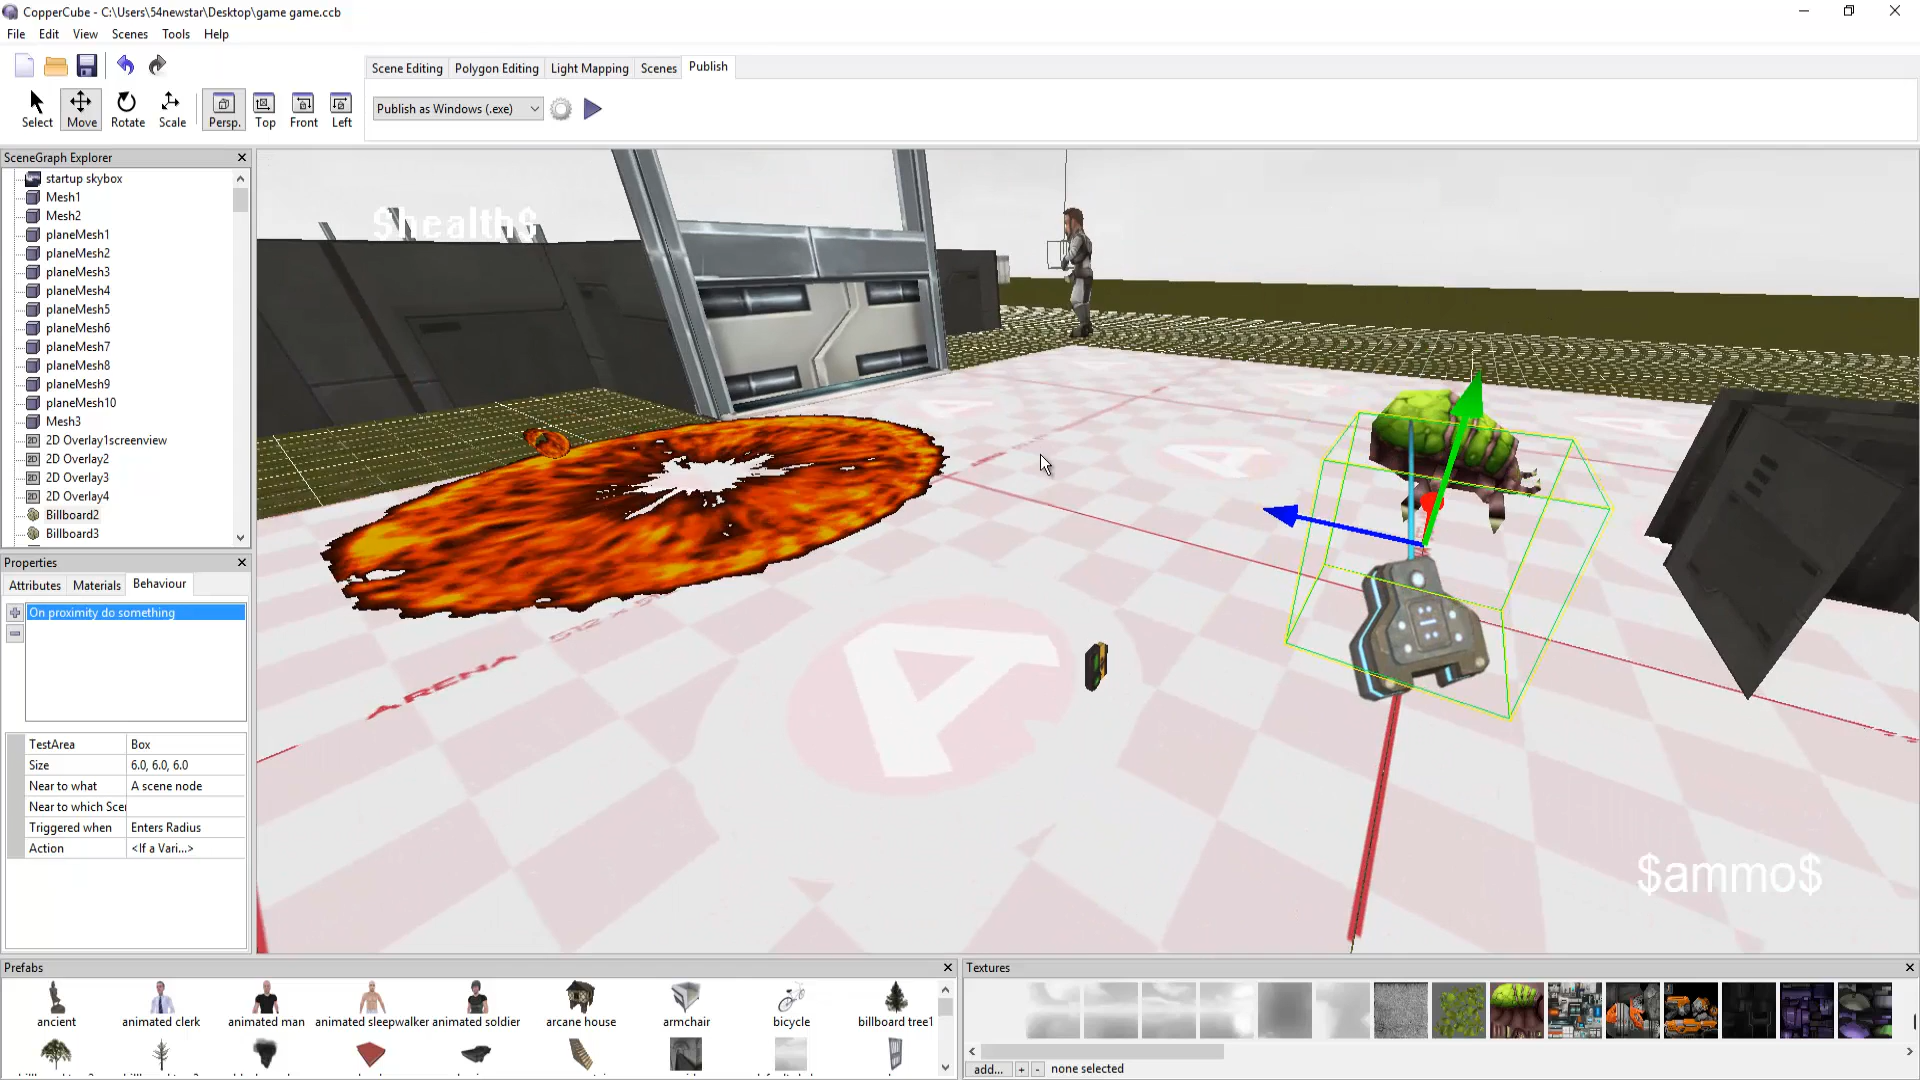 CopperCube - C:\Users\54newstar\Desktop\game game.ccb
File Edit View Scenes Tools Help
Scene Editing Polygon Editing Light Mapping Scenes Publish
Publish as Windows (.exe)
Select Move Rotate Scale Persp. Top Front Left
SceneGraph Explorer
startup skybox
Mesh1
Mesh2
planeMesh1
planeMesh2
planeMesh3
planeMesh4
planeMesh5
planeMesh6
planeMesh7
planeMesh8
planeMesh9
planeMesh10
Mesh3
2D Overlay1screenview
2D Overlay2
2D Overlay3
2D Overlay4
Billboard2
Billboard3
Properties
Attributes Materials Behaviour
On proximity do something
TestArea Box
Size 6.0, 6.0, 6.0
Near to what A scene node
Near to which Scen
Triggered when Enters Radius
Action <If a Vari...>
$health$
ARENA
A
$ammo$
Prefabs
ancient animated clerk animated man animated sleepwalker animated soldier arcane house armchair bicycle billboard tree1
Textures
add... + - none selected